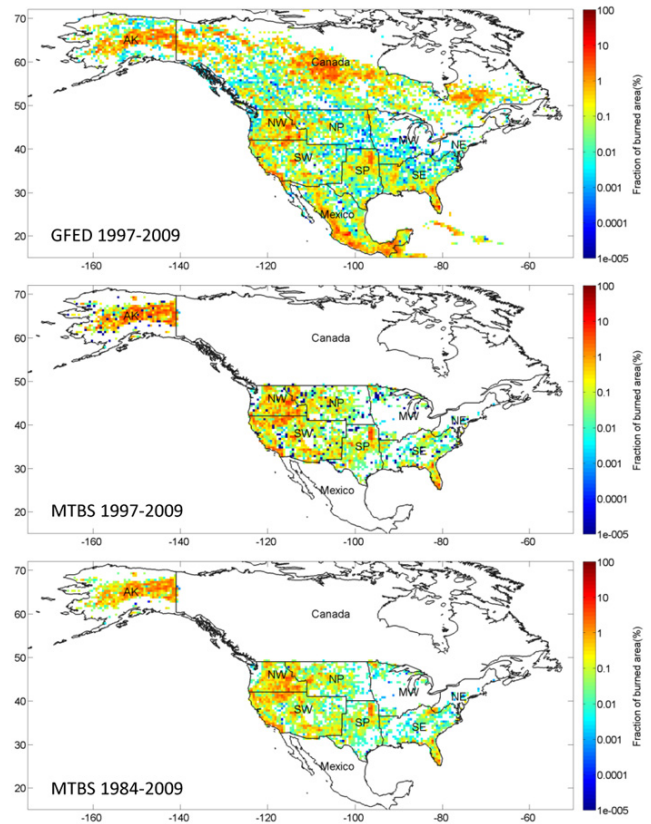 70
60
50
40
30
20
AK
Canada
NW
NP
MW
NE
SW
SP
SE
Mexico
GFED 1997-2009
-160
-140
-120
-100
-80
-60
100
10
1
0.1
0.01
0.001
0.0001
1e-005
Fraction of burned area(%)
70
60
50
40
30
20
AK
Canada
NW
NP
MW
NE
SW
SP
SE
Mexico
MTBS 1997-2009
-160
-140
-120
-100
-80
-60
100
10
1
0.1
0.01
0.001
0.0001
1e-005
Fraction of burned area(%)
70
60
50
40
30
20
AK
Canada
NW
NP
MW
NE
SW
SP
SE
Mexico
MTBS 1984-2009
-160
-140
-120
-100
-80
-60
100
10
1
0.1
0.01
0.001
0.0001
1e-005
Fraction of burned area(%)